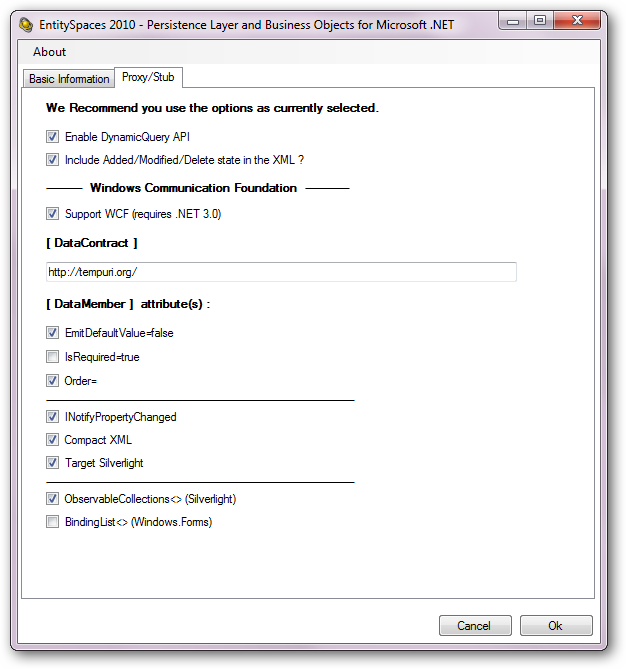 EntitySpaces 2010 - Persistence Layer and Business Objects for Microsoft .NET
About
Basic Information Proxy/Stub
We Recommend you use the options as currently selected.
Enable DynamicQuery API
Include Added/Modified/Delete state in the XML ?
Windows Communication Foundation
Support WCF (requires .NET 3.0)
[ DataContract ]
http://tempuri.org/
[ DataMember ] attribute(s) :
EmitDefaultValue=false
IsRequired=true
Order=
INotifyPropertyChanged
Compact XML
Target Silverlight
ObservableCollections<> (Silverlight)
BindingList<> (Windows.Forms)
Cancel Ok